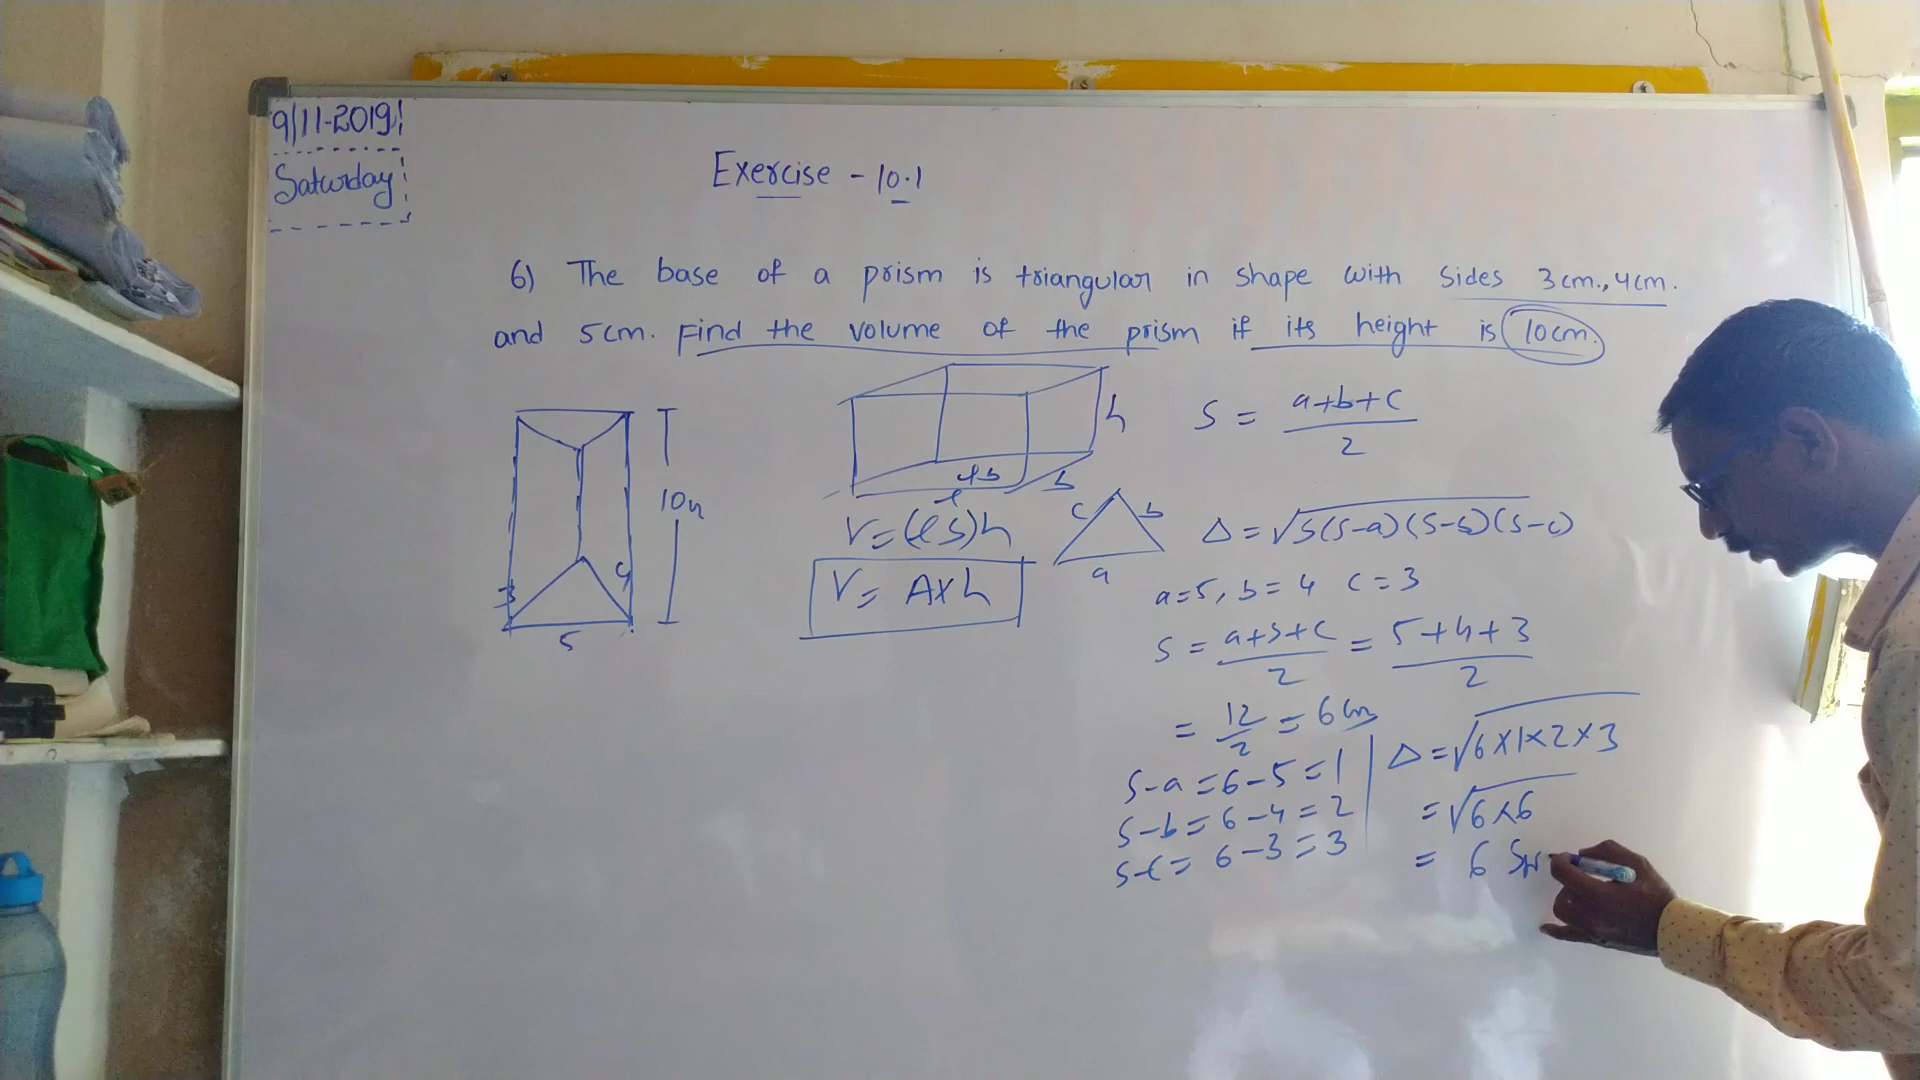 9/11-2019
Saturday
Exercise - 10.1
6) The base of a prism is triangular in shape with sides 3cm., 4cm.
and 5cm. Find the volume of the prism if its height is 10cm.
10cm
3
4
5
h
b
l
V = (lb)h
V = A×h
S = a+b+c / 2
c
b
a
Δ = √S(S-a)(S-b)(S-c)
a=5, b=4 c=3
S = a+b+c / 2 = 5+4+3 / 2
= 12/2 = 6cm
S-a = 6-5 = 1
S-b = 6-4 = 2
S-c = 6-3 = 3
Δ = √6×1×2×3
= √6×6
= 6